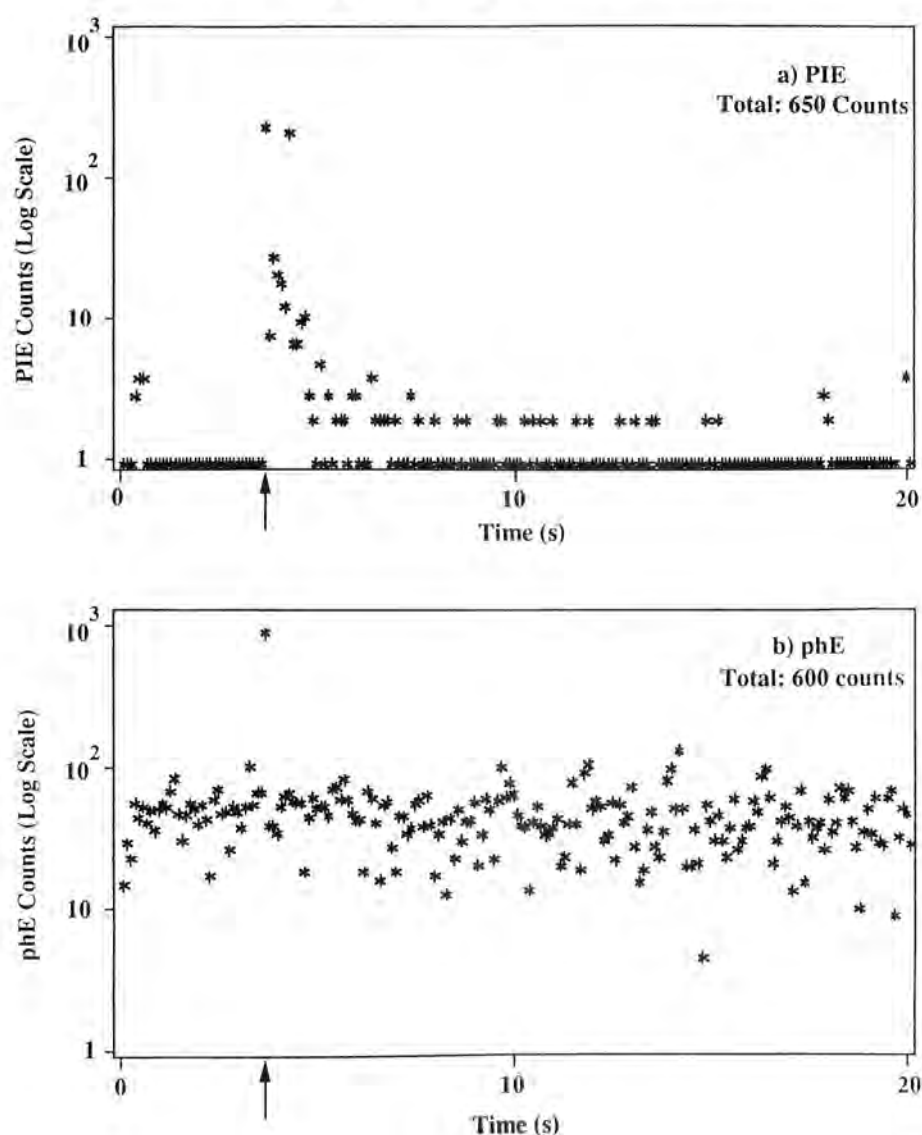 10³
a) PIE
Total: 650 Counts
10²
10
1
PIE Counts (Log Scale)
0
10
20
Time (s)
10³
b) phE
Total: 600 counts
10²
10
1
phE Counts (Log Scale)
0
10
20
Time (s)